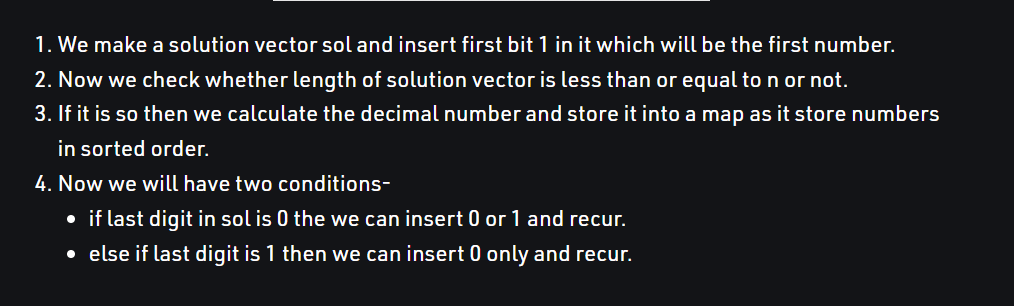 1. We make a solution vector sol and insert first bit 1 in it which will be the first number.
2. Now we check whether length of solution vector is less than or equal to n or not.
3. If it is so then we calculate the decimal number and store it into a map as it store numbers
in sorted order.
4. Now we will have two conditions-
• if last digit in sol is 0 the we can insert 0 or 1 and recur.
• else if last digit is 1 then we can insert 0 only and recur.